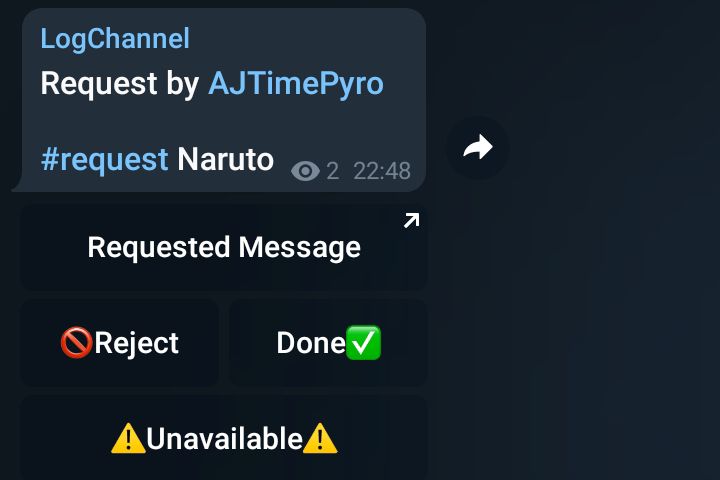 LogChannel
Request by AJTimePyro
#request Naruto
2 22:48
Requested Message
🚫Reject
Done✅
⚠️Unavailable⚠️